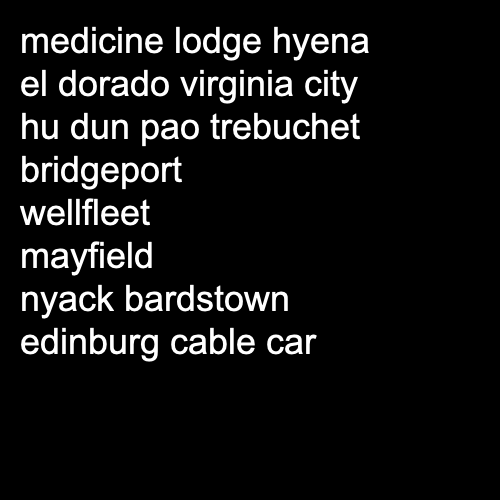 medicine lodge hyena
el dorado virginia city
hu dun pao trebuchet
bridgeport
wellfleet
mayfield
nyack bardstown
edinburg cable car